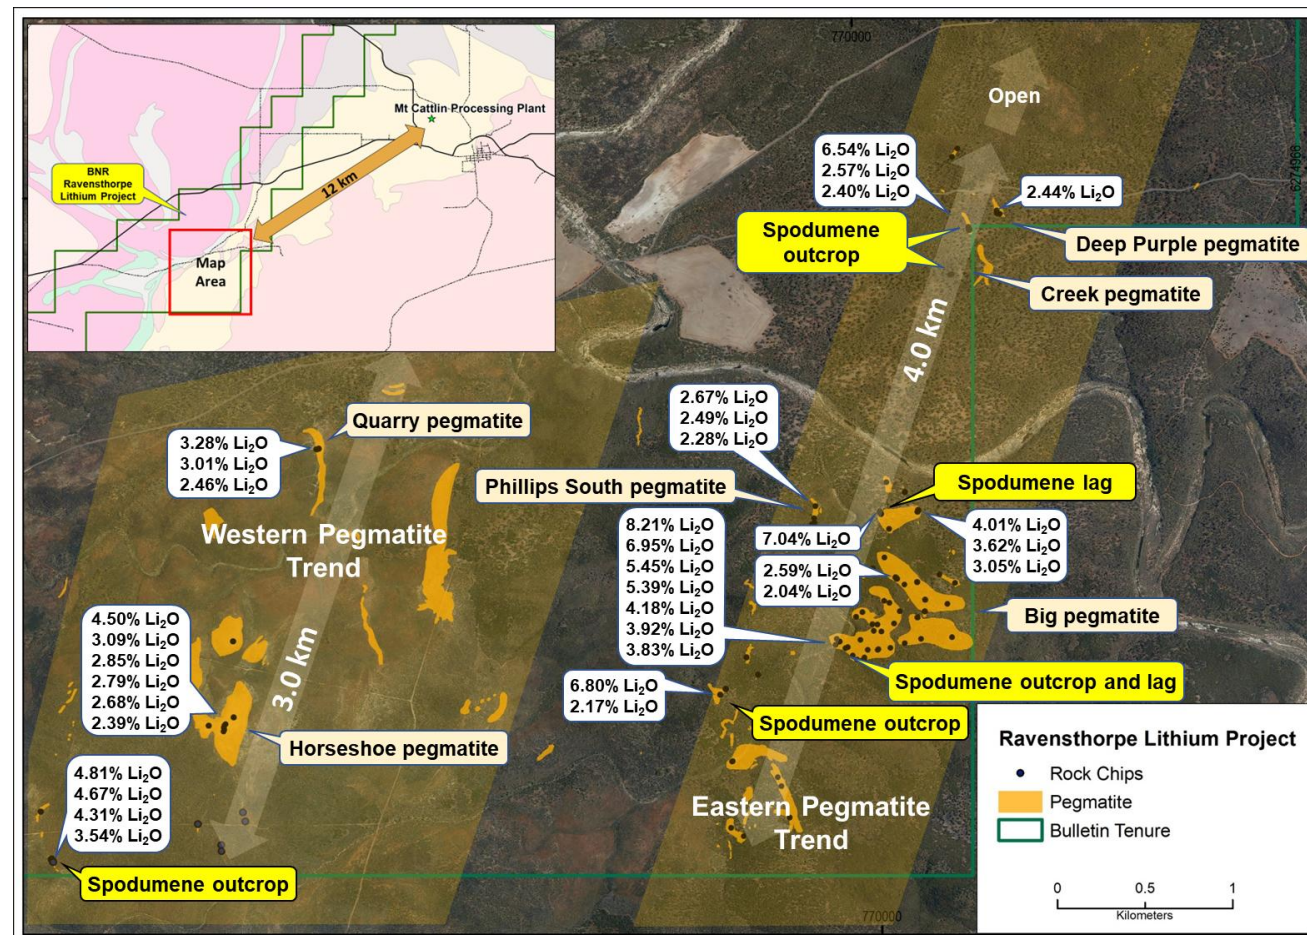 Mt Cattlin Processing Plant
BNR
Ravensthorpe
Lithium Project
12 km
Map
Area
770000
Open
6274968
6.54% Li₂O
2.57% Li₂O
2.40% Li₂O
2.44% Li₂O
Spodumene
outcrop
Deep Purple pegmatite
Creek pegmatite
4.0 km
Quarry pegmatite
3.28% Li₂O
3.01% Li₂O
2.46% Li₂O
2.67% Li₂O
2.49% Li₂O
2.28% Li₂O
Phillips South pegmatite
Spodumene lag
7.04% Li₂O
4.01% Li₂O
3.62% Li₂O
3.05% Li₂O
Western Pegmatite
Trend
8.21% Li₂O
6.95% Li₂O
5.45% Li₂O
5.39% Li₂O
4.18% Li₂O
3.92% Li₂O
3.83% Li₂O
2.59% Li₂O
2.04% Li₂O
Big pegmatite
4.50% Li₂O
3.09% Li₂O
2.85% Li₂O
2.79% Li₂O
2.68% Li₂O
2.39% Li₂O
3.0 km
Horseshoe pegmatite
Spodumene outcrop and lag
6.80% Li₂O
2.17% Li₂O
Spodumene outcrop
4.81% Li₂O
4.67% Li₂O
4.31% Li₂O
3.54% Li₂O
Spodumene outcrop
Eastern Pegmatite
Trend
770000
Ravensthorpe Lithium Project
Rock Chips
Pegmatite
Bulletin Tenure
0 0.5 1
Kilometers